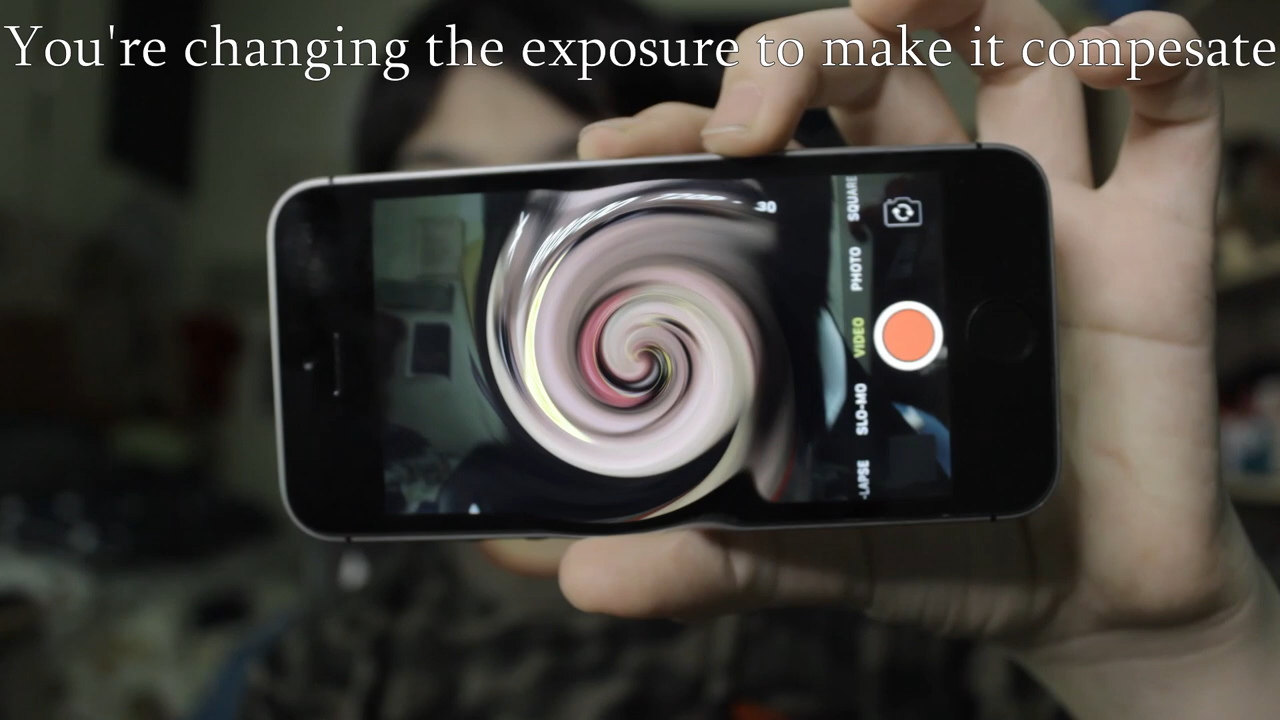 You're changing the exposure to make it compesate
30
SQUARE
PHOTO
VIDEO
SLO-MO
-LAPSE